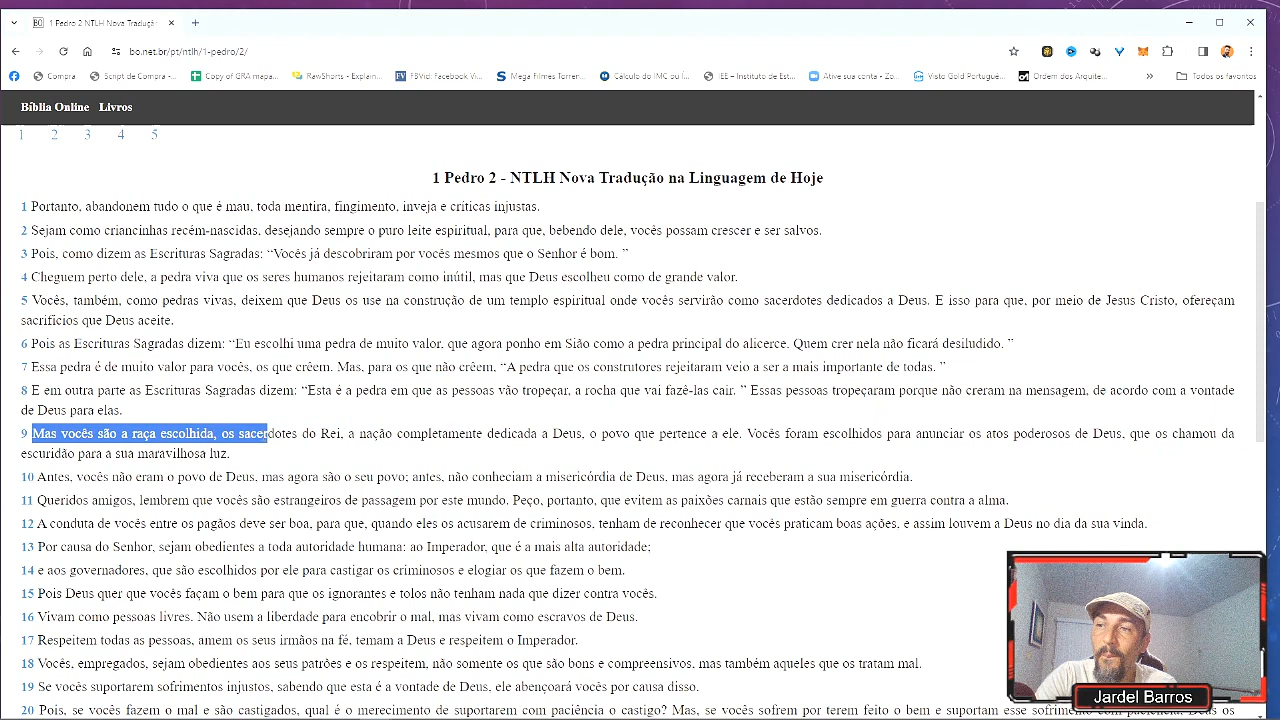 1 Pedro 2 NTLH Nova Traduçã
bo.net.br/pt/ntlh/1-pedro/2/
Compra
Script de Compra -...
Copy of GRA mapa...
RawShorts - Explain...
FBVid: Facebook Vi...
Mega Filmes Torren...
Cálculo do IMC ou Í...
IEE – Instituto de Est...
Ative sua conta - Zo...
Visto Gold Portugue...
Ordem dos Arquite...
»
Todos os favoritos
Bíblia Online Livros
1 2 3 4 5
1 Pedro 2 - NTLH Nova Tradução na Linguagem de Hoje
1 Portanto, abandonem tudo o que é mau, toda mentira, fingimento, inveja e críticas injustas.
2 Sejam como criancinhas recém-nascidas, desejando sempre o puro leite espiritual, para que, bebendo dele, vocês possam crescer e ser salvos.
3 Pois, como dizem as Escrituras Sagradas: “Vocês já descobriram por vocês mesmos que o Senhor é bom. ”
4 Cheguem perto dele, a pedra viva que os seres humanos rejeitaram como inútil, mas que Deus escolheu como de grande valor.
5 Vocês, também, como pedras vivas, deixem que Deus os use na construção de um templo espiritual onde vocês servirão como sacerdotes dedicados a Deus. E isso para que, por meio de Jesus Cristo, ofereçam
sacrifícios que Deus aceite.
6 Pois as Escrituras Sagradas dizem: “Eu escolhi uma pedra de muito valor, que agora ponho em Sião como a pedra principal do alicerce. Quem crer nela não ficará desiludido. ”
7 Essa pedra é de muito valor para vocês, os que crêem. Mas, para os que não crêem, “A pedra que os construtores rejeitaram veio a ser a mais importante de todas. ”
8 E em outra parte as Escrituras Sagradas dizem: “Esta é a pedra em que as pessoas vão tropeçar, a rocha que vai fazê-las cair. ” Essas pessoas tropeçaram porque não creram na mensagem, de acordo com a vontade
de Deus para elas.
9 Mas vocês são a raça escolhida, os sacerdotes do Rei, a nação completamente dedicada a Deus, o povo que pertence a ele. Vocês foram escolhidos para anunciar os atos poderosos de Deus, que os chamou da
escuridão para a sua maravilhosa luz.
10 Antes, vocês não eram o povo de Deus, mas agora são o seu povo; antes, não conheciam a misericórdia de Deus, mas agora já receberam a sua misericórdia.
11 Queridos amigos, lembrem que vocês são estrangeiros de passagem por este mundo. Peço, portanto, que evitem as paixões carnais que estão sempre em guerra contra a alma.
12 A conduta de vocês entre os pagãos deve ser boa, para que, quando eles os acusarem de criminosos, tenham de reconhecer que vocês praticam boas ações, e assim louvem a Deus no dia da sua vinda.
13 Por causa do Senhor, sejam obedientes a toda autoridade humana: ao Imperador, que é a mais alta autoridade;
14 e aos governadores, que são escolhidos por ele para castigar os criminosos e elogiar os que fazem o bem.
15 Pois Deus quer que vocês façam o bem para que os ignorantes e tolos não tenham nada que dizer contra vocês.
16 Vivam como pessoas livres. Não usem a liberdade para encobrir o mal, mas vivam como escravos de Deus.
17 Respeitem todas as pessoas, amem os seus irmãos na fé, temam a Deus e respeitem o Imperador.
18 Vocês, empregados, sejam obedientes aos seus patrões e os respeitem, não somente os que são bons e compreensivos, mas também aqueles que os tratam mal.
19 Se vocês suportarem sofrimentos injustos, sabendo que esta é a vontade de Deus, ele abençoará vocês por causa disso.
20 Pois, se vocês fazem o mal e são castigados, qual é o mérito de suportarem com paciência o castigo? Mas, se vocês sofrem por terem feito o bem e suportam esse sofrimento com paciência, Deus os
Jardel Barros